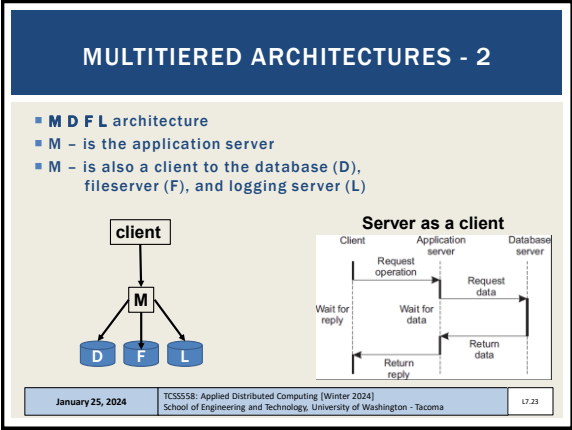 MULTITIERED ARCHITECTURES - 2
M D F L architecture
M – is the application server
M – is also a client to the database (D),
fileserver (F), and logging server (L)
client
M
D F L
Server as a client
Client Application server Database server
Request operation
Request data
Wait for reply
Wait for data
Return data
Return reply
January 25, 2024
TCSS558: Applied Distributed Computing [Winter 2024]
School of Engineering and Technology, University of Washington - Tacoma
L7.23